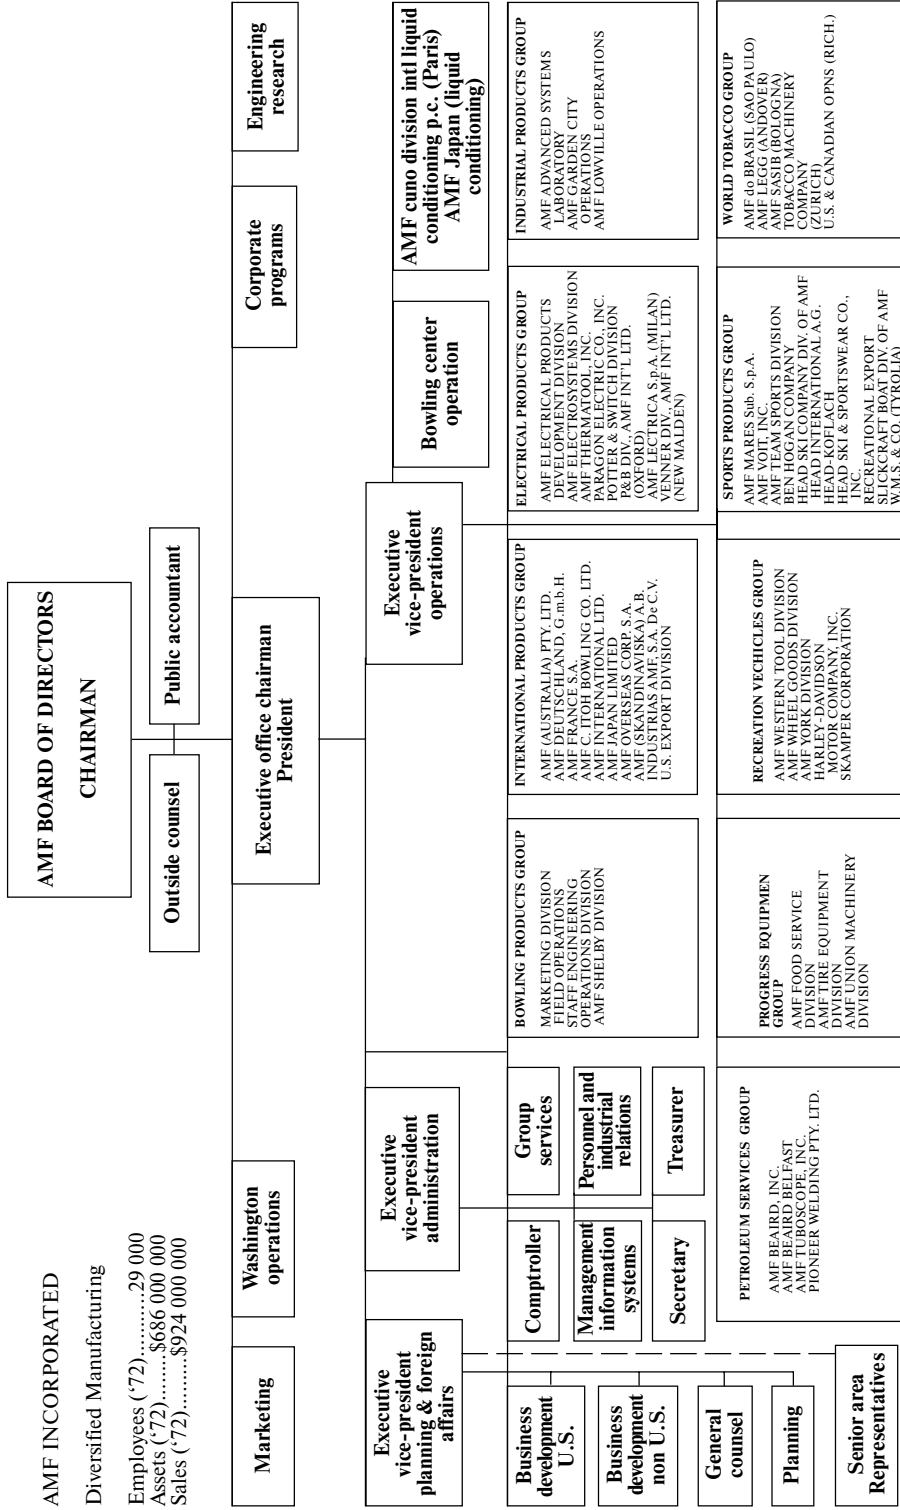 AMF INCORPORATED
Diversified Manufacturing
Employees (‘72)............29 000
Assets (‘72)........$686 000 000
Sales (‘72).....$924 000 000
AMF BOARD OF DIRECTORS
CHAIRMAN
Outside counsel
Public accountant
Marketing
Washington
operations
Executive office chairman
President
Corporate
programs
Engineering
research
Executive
vice-president
planning & foreign
affairs
Executive
vice-president
administration
Executive
vice-president
operations
Bowling center
operation
AMF cuno division intl liquid
conditioning p.c. (Paris)
AMF Japan (liquid
conditioning)
Business
development
U.S.
Business
development
non U.S.
General
counsel
Planning
Senior area
Representatives
Comptroller
Group
services
Management
information
systems
Personnel and
industrial
relations
Secretary
Treasurer
BOWLING PRODUCTS GROUP
MARKETING DIVISION
FIELD OPERATIONS
STAFF ENGINEERING
OPERATIONS DIVISION
AMF SHELBY DIVISION
INTERNATIONAL PRODUCTS GROUP
AMF (AUSTRALIA) PTY. LTD.
AMF DEUTSCHLAND, G.m.b.H.
AMF FRANCE S.A.
AMF C. ITOH BOWLING CO. LTD.
AMF INTERNATIONAL LTD.
AMF JAPAN LIMITED
AMF OVERSEAS CORP. S.A.
AMF (SKANDINAVISKA) A.B.
INDUSTRIAS AMF, S.A. De C.V.
U.S. EXPORT DIVISION
ELECTRICAL PRODUCTS GROUP
AMF ELECTRICAL PRODUCTS
DEVELOPMENT DIVISION
AMF ELECTROSYSTEMS DIVISION
AMF THERMATOOL, INC.
PARAGON ELECTRIC CO., INC.
POTTER & SWITCH DIVISION
P&B DIV., AMF INT'L LTD.
(OXFORD)
AMF LECTRICA S.p.A. (MILAN)
VENNER DIV., AMF INT'L LTD.
(NEW MALDEN)
INDUSTRIAL PRODUCTS GROUP
AMF ADVANCED SYSTEMS
LABORATORY
AMF GARDEN CITY
OPERATIONS
AMF LOWVILLE OPERATIONS
PETROLEUM SERVICES GROUP
AMF BEAIRD, INC.
AMF BEAIRD BELFAST
AMF TUBOSCOPE, INC.
PIONEER WELDING PTY. LTD.
PROGRESS EQUIPMEN
GROUP
AMF FOOD SERVICE
DIVISION
AMF TIRE EQUIPMENT
DIVISION
AMF UNION MACHINERY
DIVISION
RECREATION VECHICLES GROUP
AMF WESTERN TOOL DIVISION
AMF WHEEL GOODS DIVISION
AMF YORK DIVISION
HARLEY-DAVIDSON
MOTOR COMPANY, INC.
SKAMPER CORPORATION
SPORTS PRODUCTS GROUP
AMF MARES Sub. S.p.A.
AMF VOIT, INC.
AMF TEAM SPORTS DIVISION
BEN HOGAN COMPANY
HEAD SKI COMPANY DIV. OF AMF
HEAD INTERNATIONAL A.G.
HEAD-KOFLACH
HEAD SKI & SPORTSWEAR CO.,
INC.
RECREATIONAL EXPORT
SLICKCRAFT BOAT DIV. OF AMF
W.M.S. & CO. (TYROLIA)
WORLD TOBACCO GROUP
AMF do BRASIL (SAO PAULO)
AMF LEGG (ANDOVER)
AMF SASIB (BOLOGNA)
TOBACCO MACHINERY
COMPANY
(ZURICH)
U.S. & CANADIAN OPNS (RICH.)